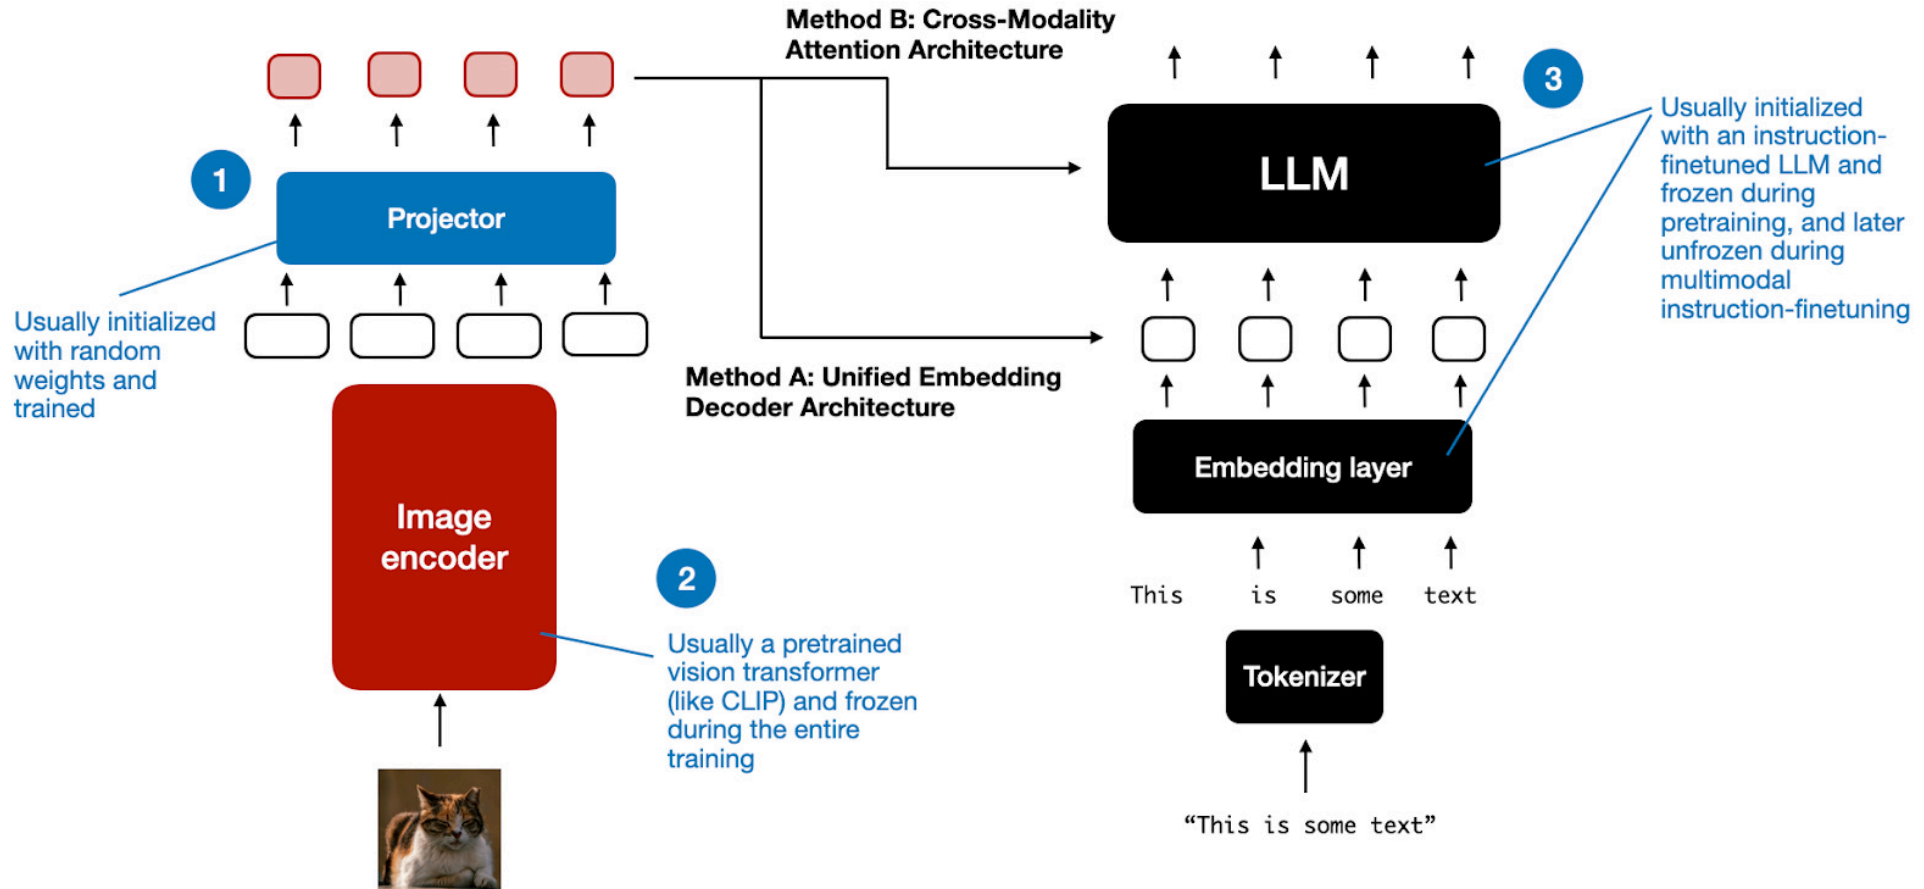 Method B: Cross-Modality
Attention Architecture
1
Projector
Usually initialized
with random
weights and
trained
Image
encoder
2
Usually a pretrained
vision transformer
(like CLIP) and frozen
during the entire
training
Method A: Unified Embedding
Decoder Architecture
LLM
3
Usually initialized
with an instruction-
finetuned LLM and
frozen during
pretraining, and later
unfrozen during
multimodal
instruction-finetuning
Embedding layer
This is some text
Tokenizer
“This is some text”